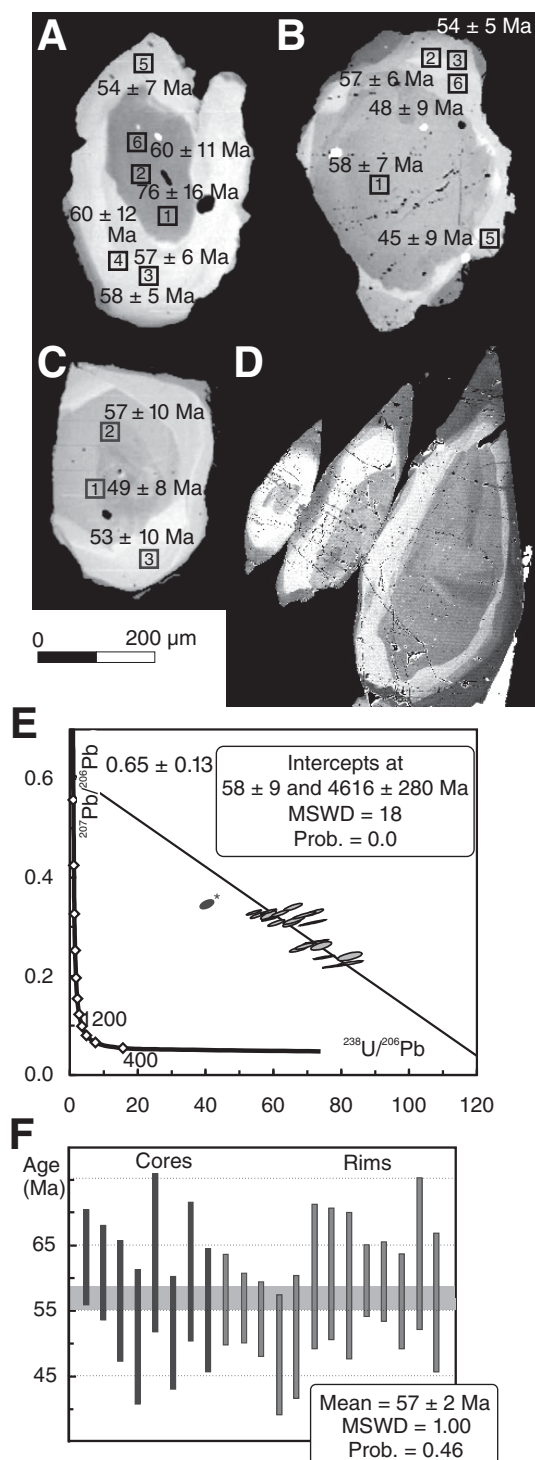 A
5
54 ± 7 Ma
6
60 ± 11 Ma
2
76 ± 16 Ma
1
60 ± 12
Ma
4
57 ± 6 Ma
3
58 ± 5 Ma
B
54 ± 5 Ma
2
3
57 ± 6 Ma
6
48 ± 9 Ma
58 ± 7 Ma
1
45 ± 9 Ma
5
C
57 ± 10 Ma
2
1
49 ± 8 Ma
53 ± 10 Ma
3
D
0 200 µm
E
0.6
0.4
0.2
0.0
207Pb/206Pb
0.65 ± 0.13
Intercepts at
58 ± 9 and 4616 ± 280 Ma
MSWD = 18
Prob. = 0.0
*
1200
400
238U/206Pb
0 20 40 60 80 100 120
F
Age
(Ma)
Cores
Rims
65
55
45
Mean = 57 ± 2 Ma
MSWD = 1.00
Prob. = 0.46